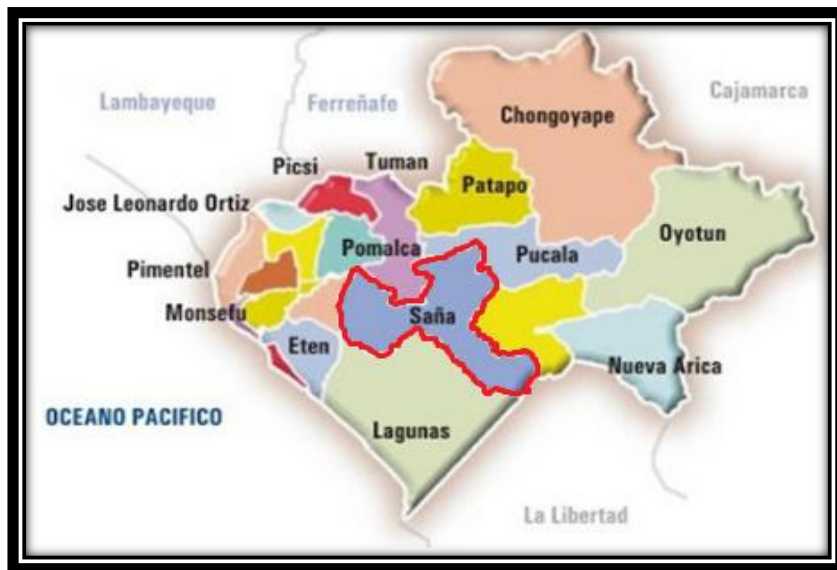 Cajamarca
Lambayeque
Ferreñafe
Chongoyape
Picsi
Tuman
Patapo
Jose Leonardo Ortiz
Oyotun
Pomalca
Pucala
Pimentel
Monsefu
Saña
Eten
Nueva Arica
OCEANO PACIFICO
Lagunas
La Libertad